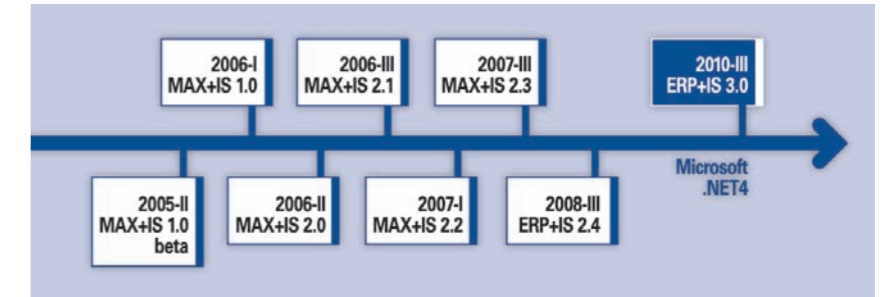 2006-I
MAX+IS 1.0
2006-III
MAX+IS 2.1
2007-III
MAX+IS 2.3
2010-III
ERP+IS 3.0
2005-II
MAX+IS 1.0
beta
2006-II
MAX+IS 2.0
2007-I
MAX+IS 2.2
2008-III
ERP+IS 2.4
Microsoft
.NET4